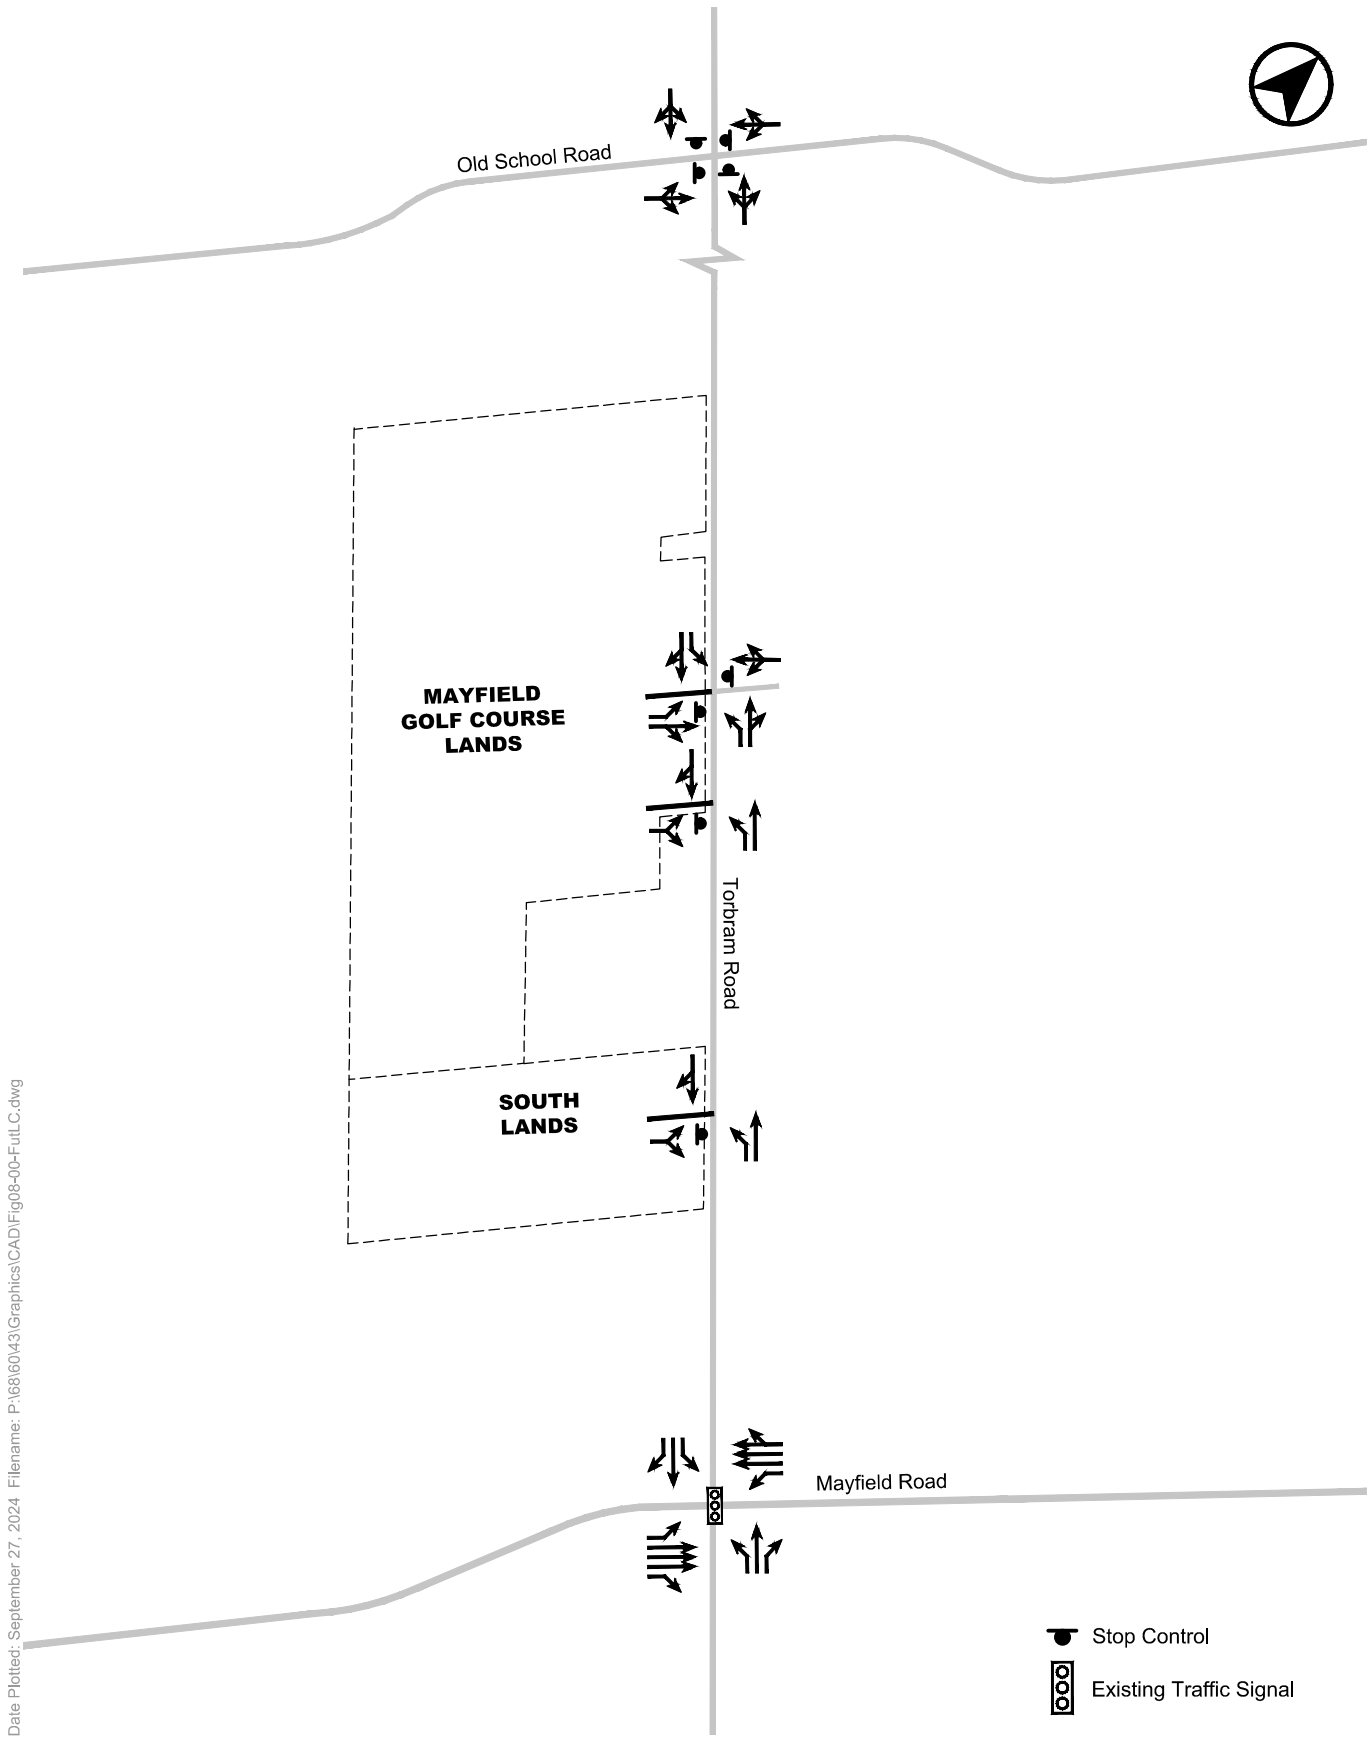 Old School Road
MAYFIELD
GOLF COURSE
LANDS
Torbram Road
SOUTH
LANDS
Mayfield Road
Stop Control
Existing Traffic Signal
Date Plotted: September 27, 2024 Filename: P:\68\60\43\Graphics\CAD\Fig08-00-FutLC.dwg